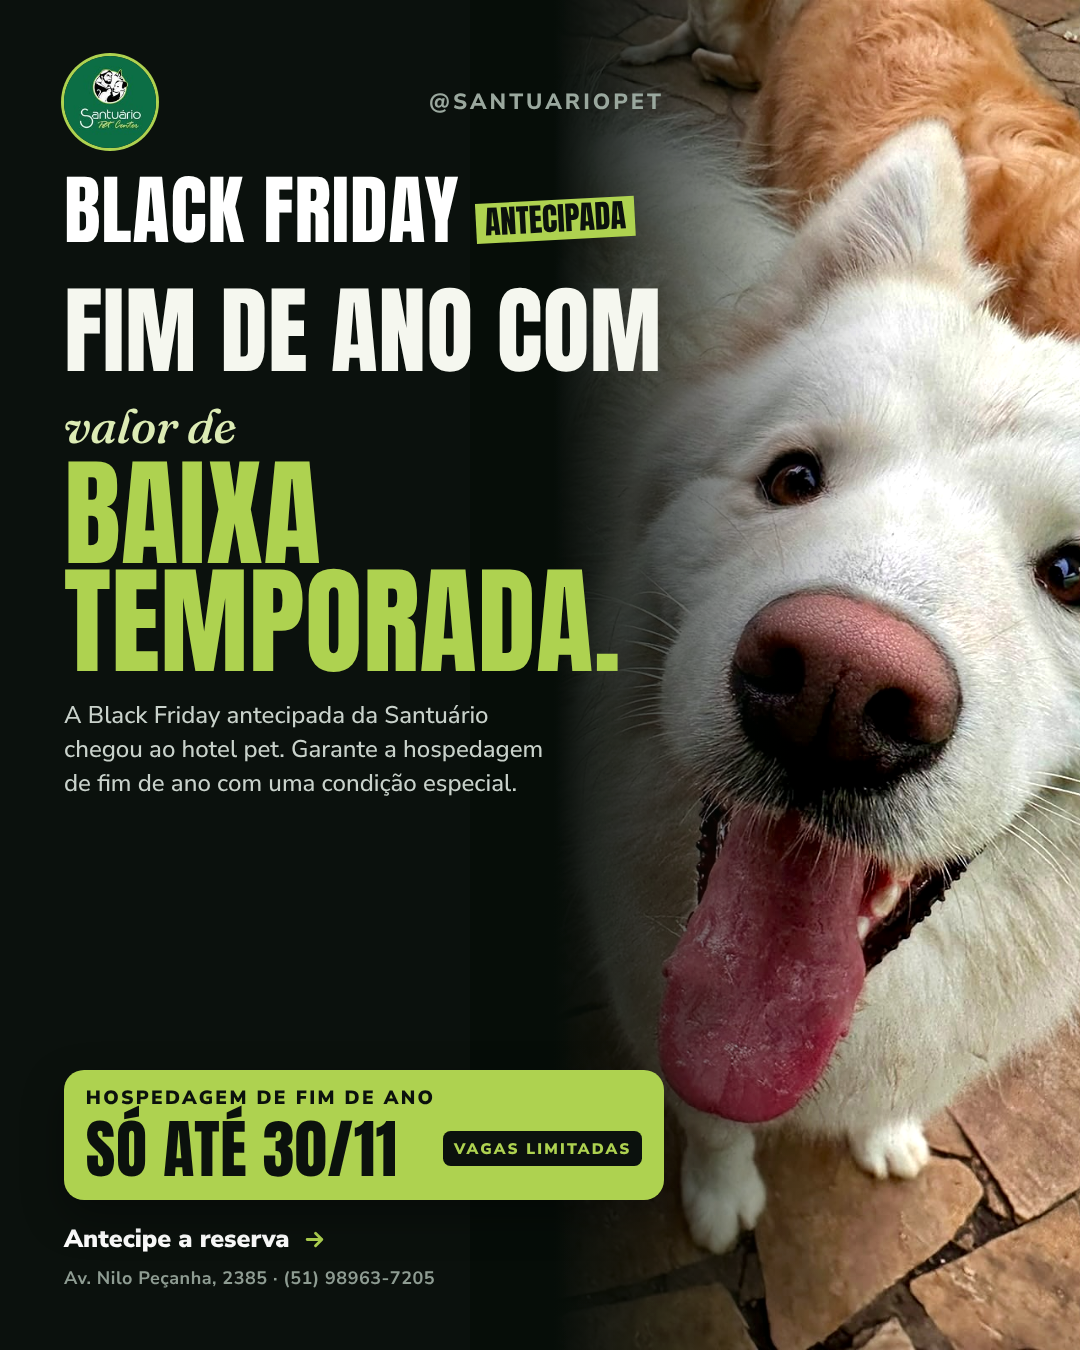 Santuário
Pet Center
@SANTUARIOPET
BLACK FRIDAY ANTECIPADA
FIM DE ANO COM
valor de
BAIXA
TEMPORADA.
A Black Friday antecipada da Santuário
chegou ao hotel pet. Garante a hospedagem
de fim de ano com uma condição especial.
HOSPEDAGEM DE FIM DE ANO
SÓ ATÉ 30/11
VAGAS LIMITADAS
Antecipe a reserva →
Av. Nilo Peçanha, 2385 · (51) 98963-7205